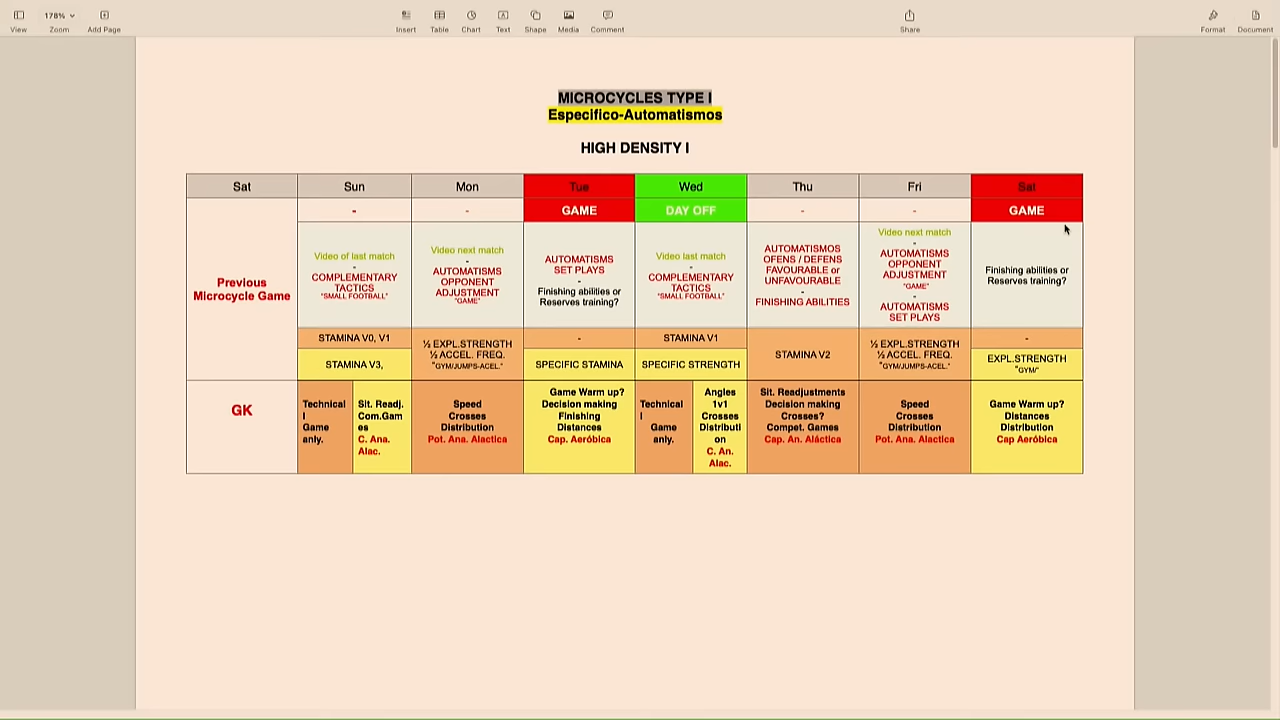 178%
View
Zoom
Add Page
Insert
Table
Chart
Text
Shape
Media
Comment
Share
Format
Document
MICROCYCLES TYPE I
Especifico-Automatismos
HIGH DENSITY I
Sat
Sun
Mon
Tue
Wed
Thu
Fri
Sat
-
-
GAME
DAY OFF
-
-
GAME
Previous
Microcycle Game
Video of last match
-
COMPLEMENTARY
TACTICS
"SMALL FOOTBALL"
Video next match
-
AUTOMATISMS
OPPONENT
ADJUSTMENT
"GAME"
AUTOMATISMS
SET PLAYS
-
Finishing abilities or
Reserves training?
Video last match
-
COMPLEMENTARY
TACTICS
"SMALL FOOTBALL"
AUTOMATISMOS
OFENS / DEFENS
FAVOURABLE or
UNFAVOURABLE
-
FINISHING ABILITIES
Video next match
-
AUTOMATISMS
OPPONENT
ADJUSTMENT
"GAME"
-
AUTOMATISMS
SET PLAYS
Finishing abilities or
Reserves training?
STAMINA V0, V1
STAMINA V3,
½ EXPL.STRENGTH
½ ACCEL. FREQ.
"GYM/JUMPS-ACEL."
-
SPECIFIC STAMINA
STAMINA V1
SPECIFIC STRENGTH
STAMINA V2
½ EXPL.STRENGTH
½ ACCEL. FREQ.
"GYM/JUMPS-ACEL."
-
EXPL.STRENGTH
"GYM/"
GK
Technical
I
Game
anly.
Sit. Readj.
Com.Gam
es
C. Ana.
Alac.
Speed
Crosses
Distribution
Pot. Ana. Alactica
Game Warm up?
Decision making
Finishing
Distances
Cap. Aeróbica
Technical
I
Game
anly.
Angles
1v1
Crosses
Distributi
on
C. An.
Alac.
Sit. Readjustments
Decision making
Crosses?
Compet. Games
Cap. An. Aláctica
Speed
Crosses
Distribution
Pot. Ana. Alactica
Game Warm up?
Distances
Distribution
Cap Aeróbica